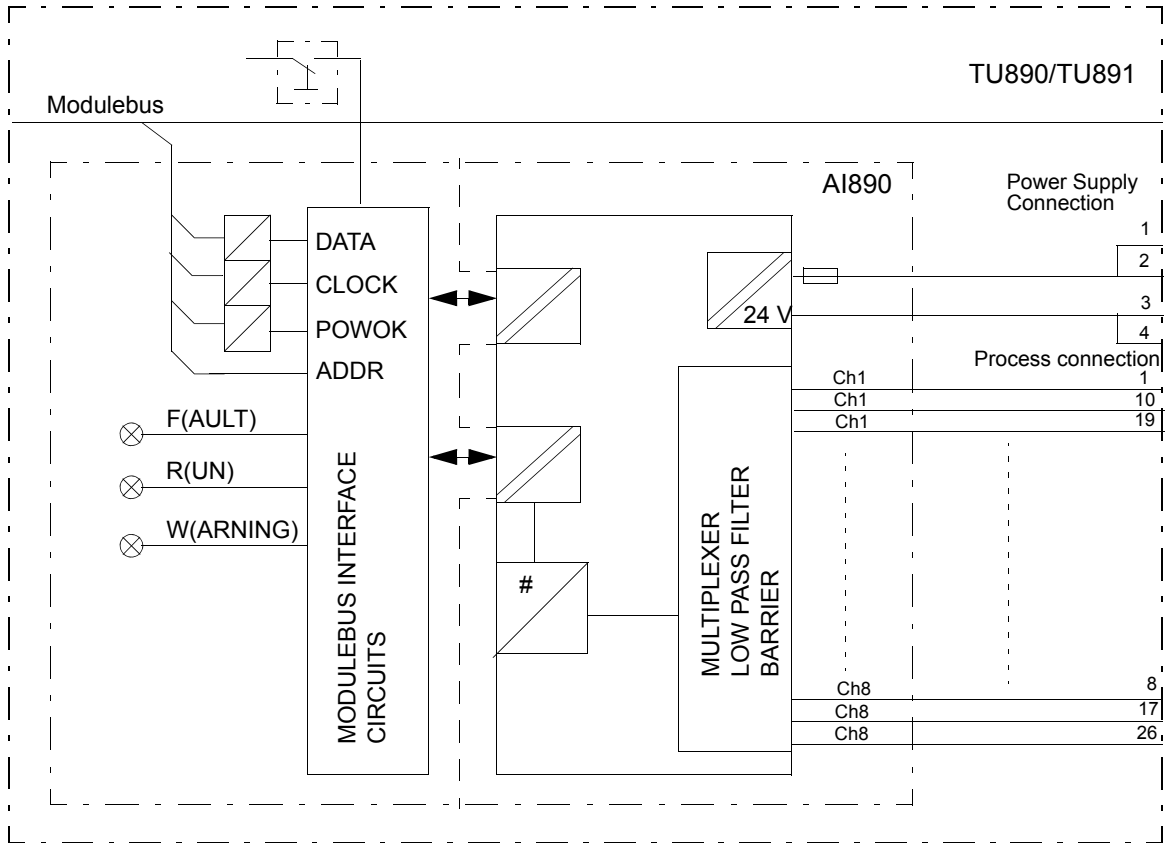 TU890/TU891
Modulebus
AI890
Power Supply
Connection
1
2
3
4
DATA
CLOCK
POWOK
ADDR
24 V
Process connection
Ch1 1
Ch1 10
Ch1 19
F(AULT)
R(UN)
W(ARNING)
MODULEBUS INTERFACE
CIRCUITS
#
MULTIPLEXER
LOW PASS FILTER
BARRIER
Ch8 8
Ch8 17
Ch8 26